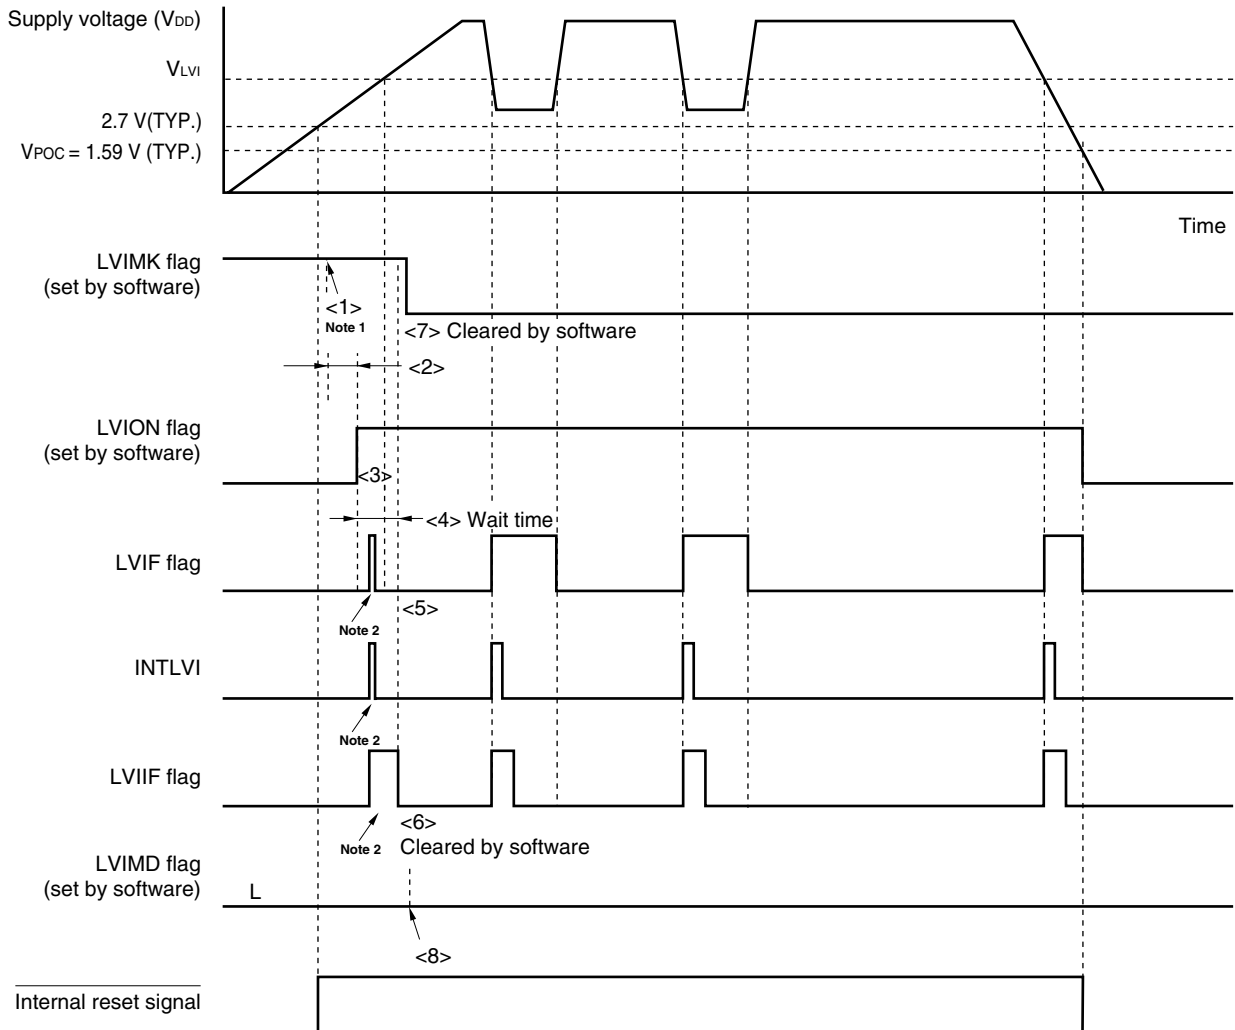 Supply voltage (VDD)
VLVI
2.7 V(TYP.)
VPOC = 1.59 V (TYP.)
Time
LVIMK flag
(set by software)
<1>
Note 1
<7> Cleared by software
<2>
LVION flag
(set by software)
<3>
<4> Wait time
LVIF flag
<5>
Note 2
INTLVI
Note 2
LVIIF flag
<6>
Note 2
Cleared by software
LVIMD flag
(set by software)
L
<8>
Internal reset signal